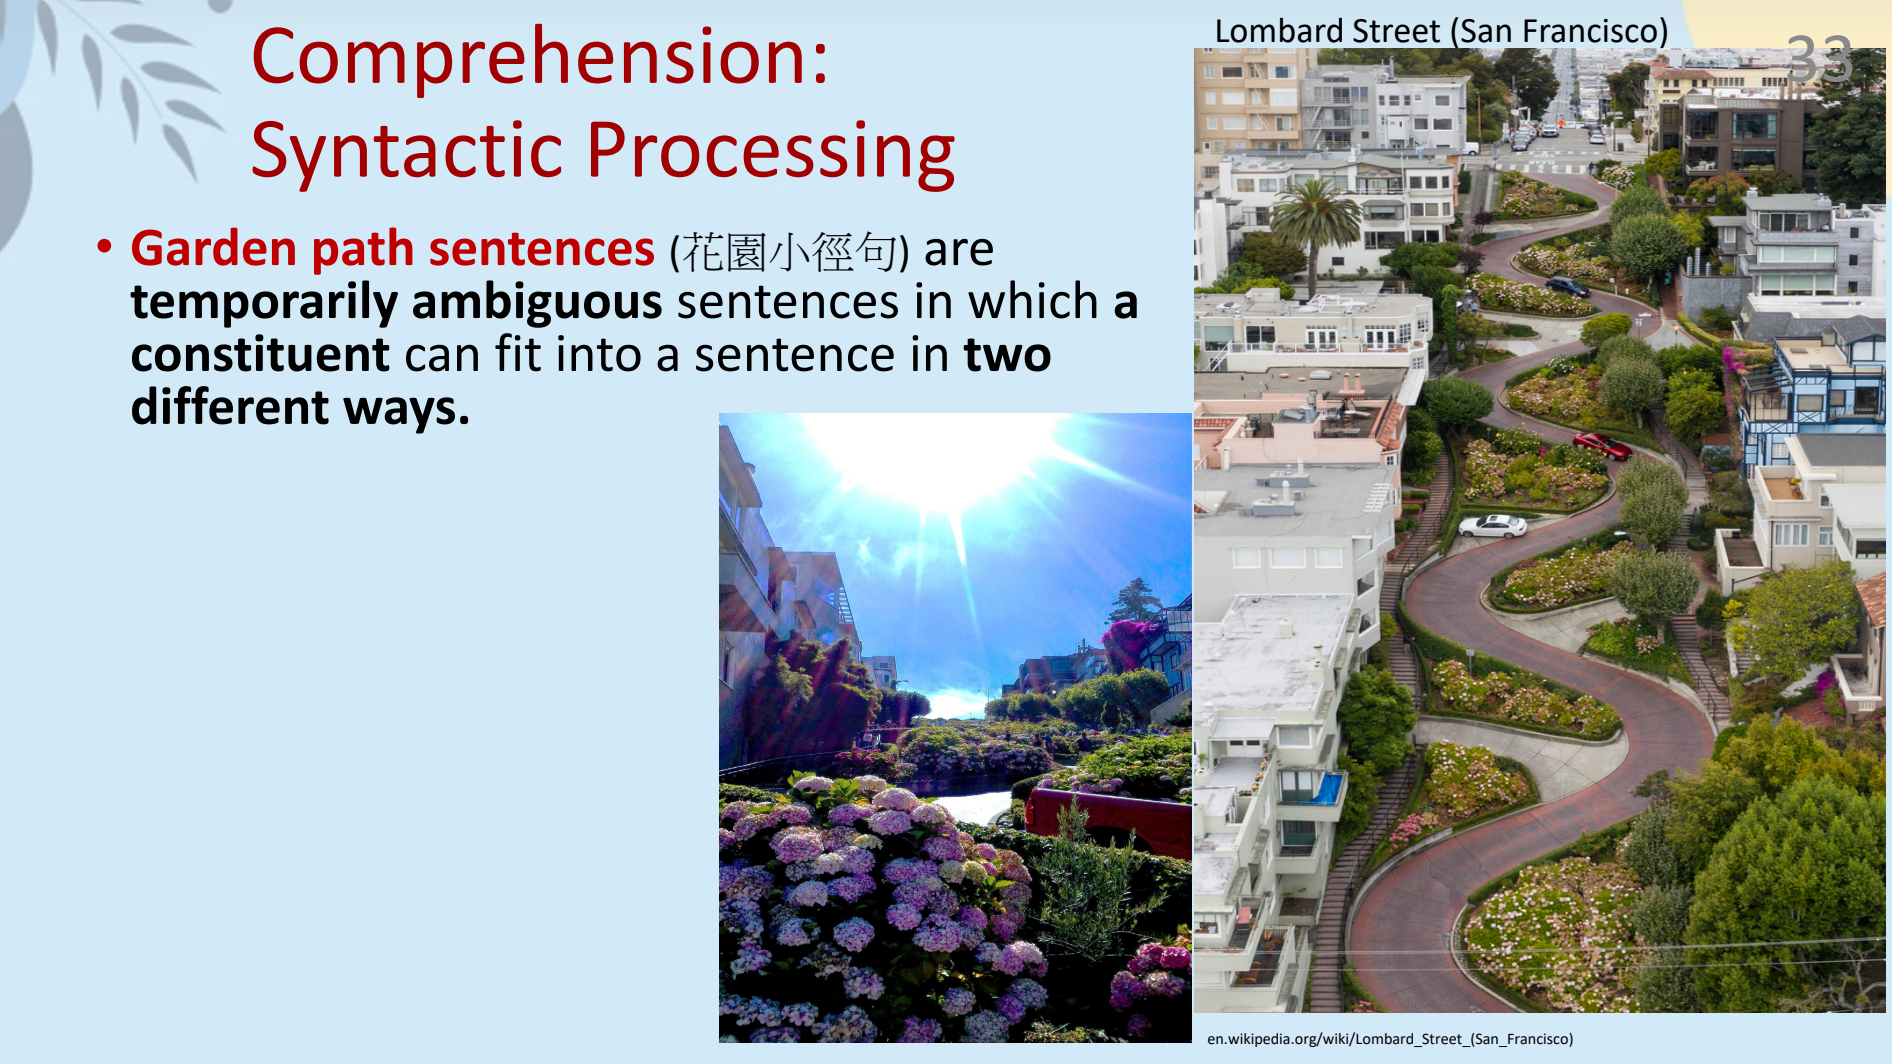 Comprehension:
Syntactic Processing
• Garden path sentences (花園小徑句) are
temporarily ambiguous sentences in which a
constituent can fit into a sentence in two
different ways.
Lombard Street (San Francisco)
33
en.wikipedia.org/wiki/Lombard_Street_(San_Francisco)